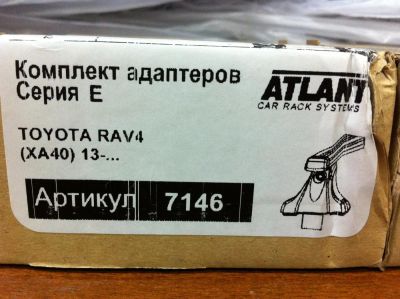 Комплект адаптеров
Серия Е
ATLANT
CAR RACK SYSTEMS
TOYOTA RAV4
(XA40) 13-...
Артикул 7146